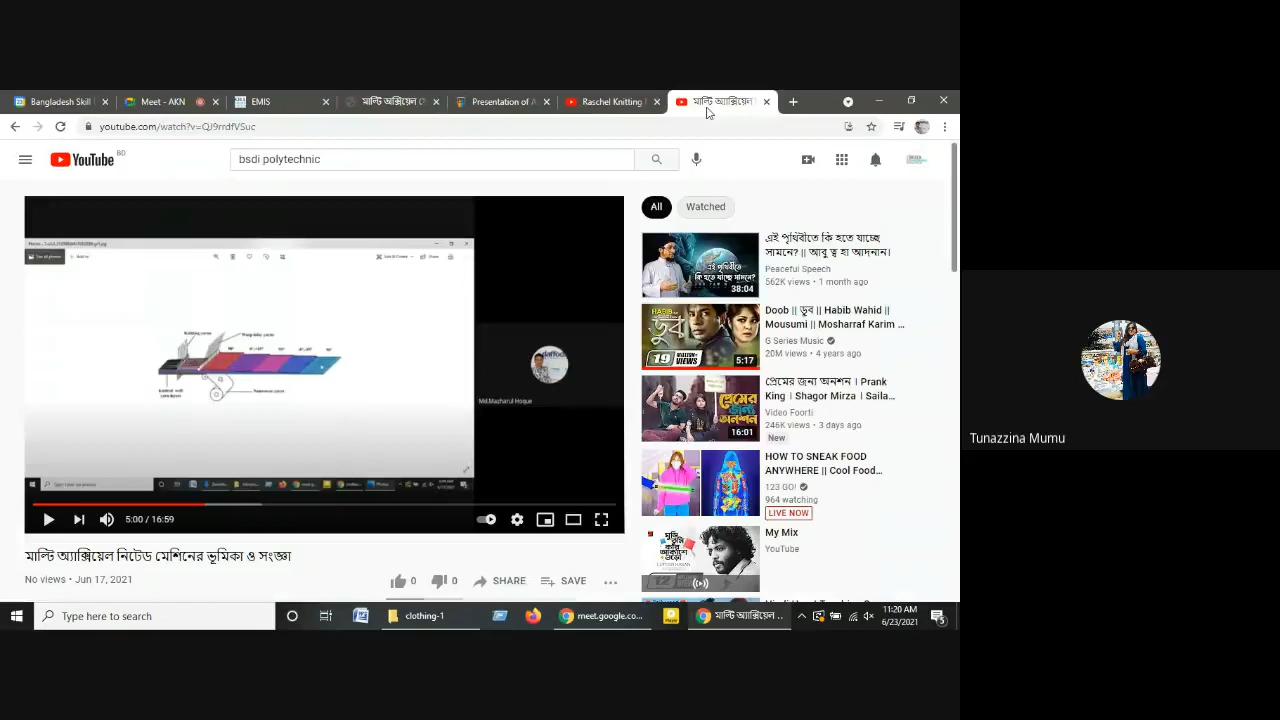 Bangladesh Skill
Meet - AKN
EMIS
মাল্টি অক্সিয়েল
Presentation of A
Raschel Knitting
মাল্টি অ্যাক্সিয়েল
youtube.com/watch?v=QJ9rrdfVSuc
YouTube BD
bsdi polytechnic
All
Watched
Md.Mazharul Hoque
5:00 / 16:59
মাল্টি অ্যাক্সিয়েল নিটেড মেশিনের ভূমিকা ও সংজ্ঞা
No views • Jun 17, 2021
0
0
SHARE
SAVE
এই পৃথিবীতে কি হতে যাচ্ছে
সামনে? || আবু ত্ব হা আদনান।
Peaceful Speech
562K views • 1 month ago
38:04
Doob || ডুব || Habib Wahid ||
Mousumi || Mosharraf Karim ...
G Series Music
20M views • 4 years ago
5:17
প্রেমের জন্য অনশন । Prank
King । Shagor Mirza । Saila...
Video Foorti
246K views • 3 days ago
New
16:01
HOW TO SNEAK FOOD
ANYWHERE || Cool Food...
123 GO!
964 watching
LIVE NOW
My Mix
YouTube
Type here to search
clothing-1
meet.google.co...
মাল্টি অ্যাক্সিয়েল ..
11:20 AM
6/23/2021
5
Tunazzina Mumu